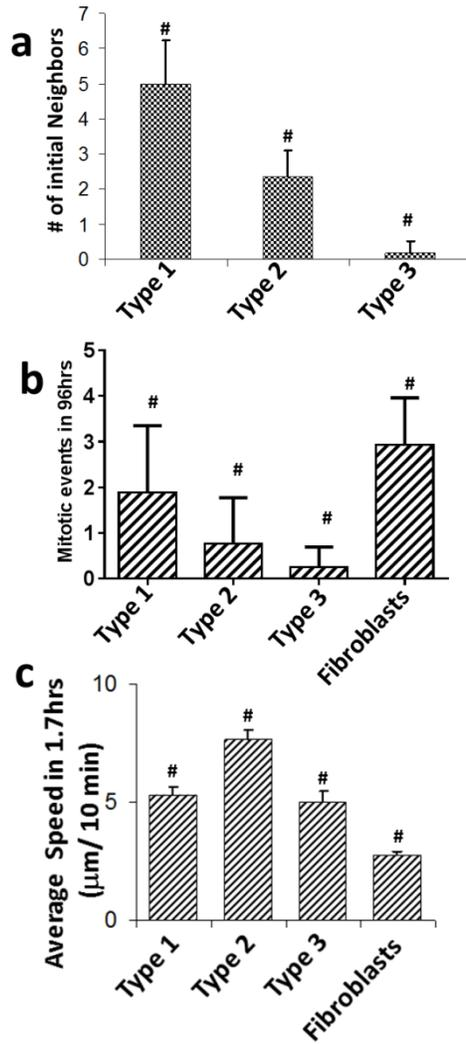 a
# of initial Neighbors
7
6
5
4
3
2
1
0
#
#
#
Type 1
Type 2
Type 3
b
Mitotic events in 96hrs
5
4
3
2
1
0
#
#
#
#
Type 1
Type 2
Type 3
Fibroblasts
c
Average Speed in 1.7hrs
(µm/ 10 min)
10
5
0
#
#
#
#
Type 1
Type 2
Type 3
Fibroblasts